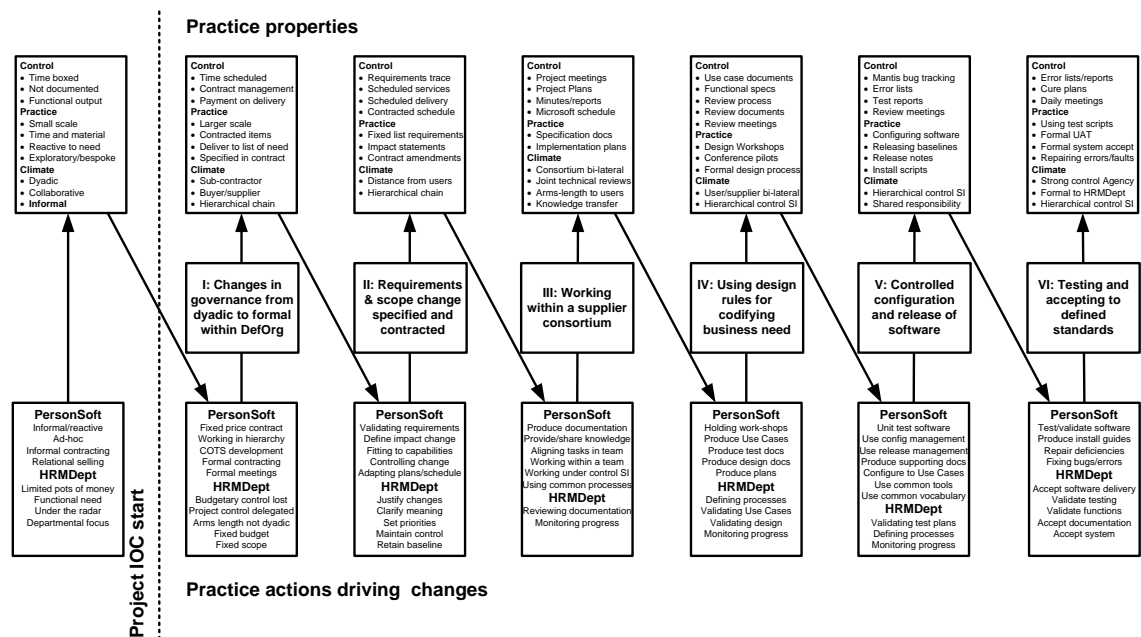 Practice properties
Control
• Time boxed
• Not documented
• Functional output
Practice
• Small scale
• Time and material
• Reactive to need
• Exploratory/bespoke
Climate
• Dyadic
• Collaborative
• Informal
Control
• Time scheduled
• Contract management
• Payment on delivery
Practice
• Larger scale
• Contracted items
• Deliver to list of need
• Specified in contract
Climate
• Sub-contractor
• Buyer/supplier
• Hierarchical chain
Control
• Requirements trace
• Scheduled services
• Scheduled delivery
• Contracted schedule
Practice
• Fixed list requirements
• Impact statements
• Contract amendments
Climate
• Distance from users
• Hierarchical chain
Control
• Project meetings
• Project Plans
• Minutes/reports
• Microsoft schedule
Practice
• Specification docs
• Implementation plans
Climate
• Consortium bi-lateral
• Joint technical reviews
• Arms-length to users
• Knowledge transfer
Control
• Use case documents
• Functional specs
• Review process
• Review documents
• Review meetings
Practice
• Design Workshops
• Conference pilots
• Formal design process
Climate
• User/supplier bi-lateral
• Hierarchical control SI
Control
• Mantis bug tracking
• Error lists
• Test reports
• Review meetings
Practice
• Configuring software
• Releasing baselines
• Release notes
• Install scripts
Climate
• Hierarchical control SI
• Shared responsibility
Control
• Error lists/reports
• Cure plans
• Daily meetings
Practice
• Using test scripts
• Formal UAT
• Formal system accept
• Repairing errors/faults
Climate
• Strong control Agency
• Formal to HRMDept
• Hierarchical control SI
I: Changes in
governance from
dyadic to formal
within DefOrg
II: Requirements
& scope change
specified and
contracted
III: Working
within a supplier
consortium
IV: Using design
rules for
codifying
business need
V: Controlled
configuration
and release of
software
VI: Testing and
accepting to
defined
standards
PersonSoft
Informal/reactive
Ad-hoc
Informal contracting
Relational selling
HRMDept
Limited pots of money
Functional need
Under the radar
Departmental focus
PersonSoft
Fixed price contract
Working in hierarchy
COTS development
Formal contracting
Formal meetings
HRMDept
Budgetary control lost
Project control delegated
Arms length not dyadic
Fixed budget
Fixed scope
PersonSoft
Validating requirements
Define impact change
Fitting to capabilities
Controlling change
Adapting plans/schedule
HRMDept
Justify changes
Clarify meaning
Set priorities
Maintain control
Retain baseline
PersonSoft
Produce documentation
Provide/share knowledge
Aligning tasks in team
Working within a team
Working under control SI
Using common processes
HRMDept
Reviewing documentation
Monitoring progress
PersonSoft
Holding work-shops
Produce Use Cases
Produce test docs
Produce design docs
Produce plans
HRMDept
Defining processes
Validating Use Cases
Validating design
Monitoring progress
PersonSoft
Unit test software
Use config management
Use release management
Produce supporting docs
Configure to Use Cases
Use common tools
Use common vocabulary
HRMDept
Validating test plans
Defining processes
Monitoring progress
PersonSoft
Test/validate software
Produce install guides
Repair deficiencies
Fixing bugs/errors
HRMDept
Accept software delivery
Validate testing
Validate functions
Accept documentation
Accept system
Project IOC start
Practice actions driving changes